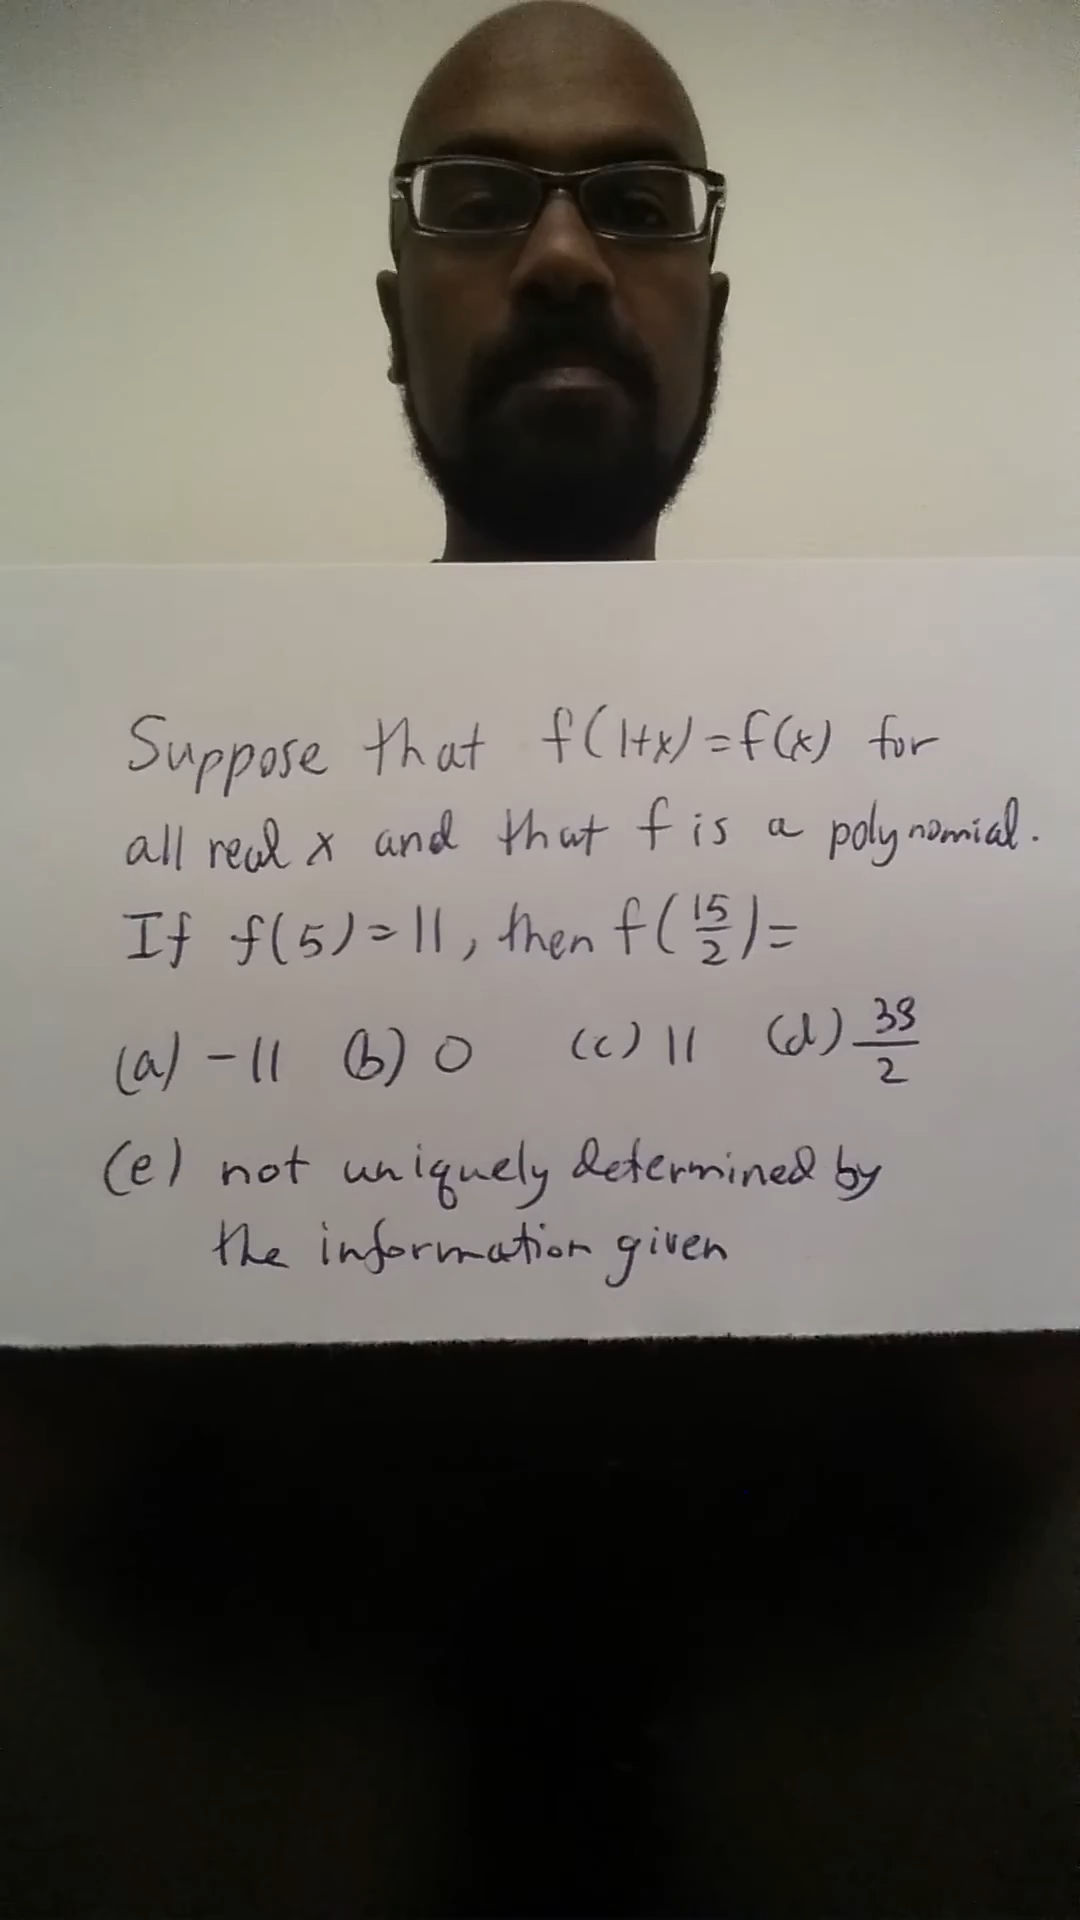 Suppose that f(1+x)=f(x) for
all real x and that f is a polynomial.
If f(5)=11, then f(15/2)=
(a) -11 (b) 0 (c) 11 (d) 33/2
(e) not uniquely determined by
the information given